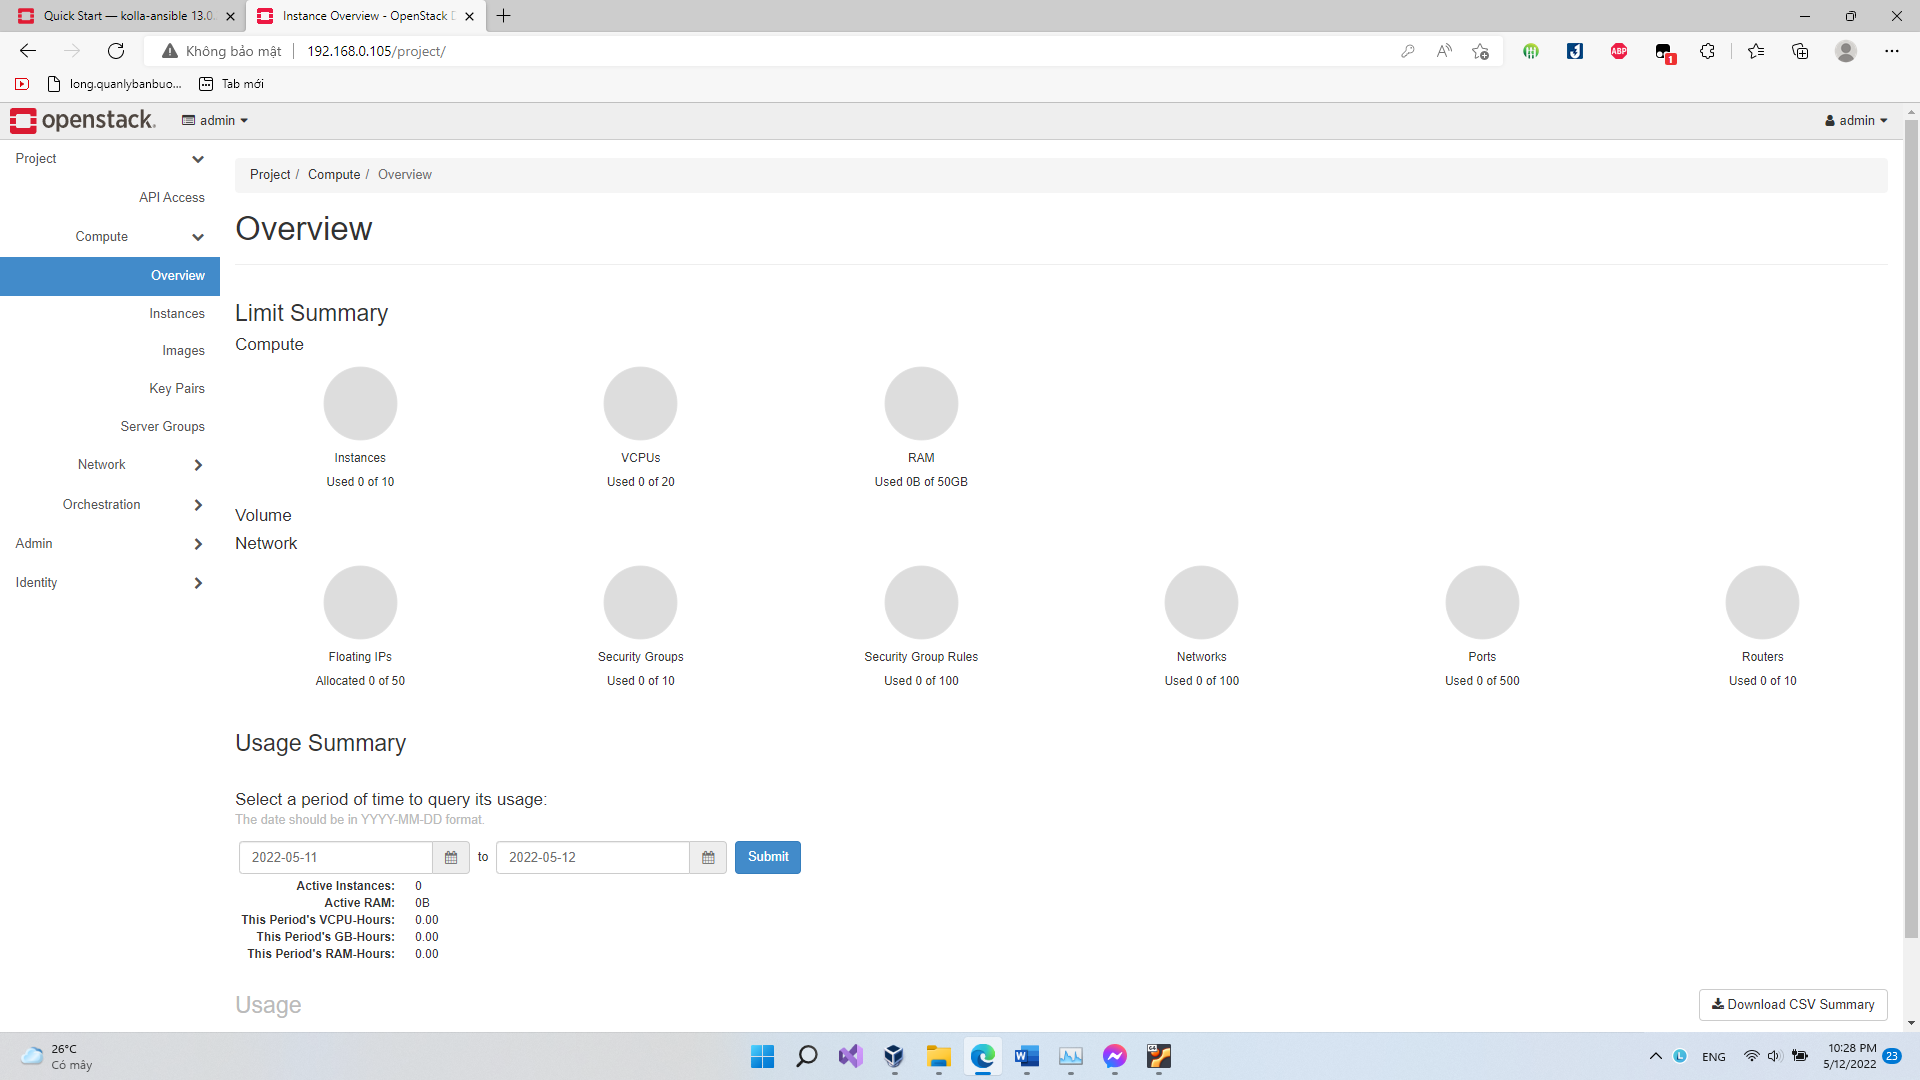 Quick Start — kolla-ansible 13.0.
Instance Overview - OpenStack D
Không bảo mật
192.168.0.105/project/
ABP
1
long.quanlybanbuo...
Tab mới
openstack.
admin
admin
Project
API Access
Compute
Overview
Instances
Images
Key Pairs
Server Groups
Network
Orchestration
Admin
Identity
Project / Compute / Overview
Overview
Limit Summary
Compute
Instances
Used 0 of 10
VCPUs
Used 0 of 20
RAM
Used 0B of 50GB
Volume
Network
Floating IPs
Allocated 0 of 50
Security Groups
Used 0 of 10
Security Group Rules
Used 0 of 100
Networks
Used 0 of 100
Ports
Used 0 of 500
Routers
Used 0 of 10
Usage Summary
Select a period of time to query its usage:
The date should be in YYYY-MM-DD format.
2022-05-11 to 2022-05-12 Submit
Active Instances: 0
Active RAM: 0B
This Period's VCPU-Hours: 0.00
This Period's GB-Hours: 0.00
This Period's RAM-Hours: 0.00
Usage
Download CSV Summary
26°C
Có mây
ENG
10:28 PM
5/12/2022
23